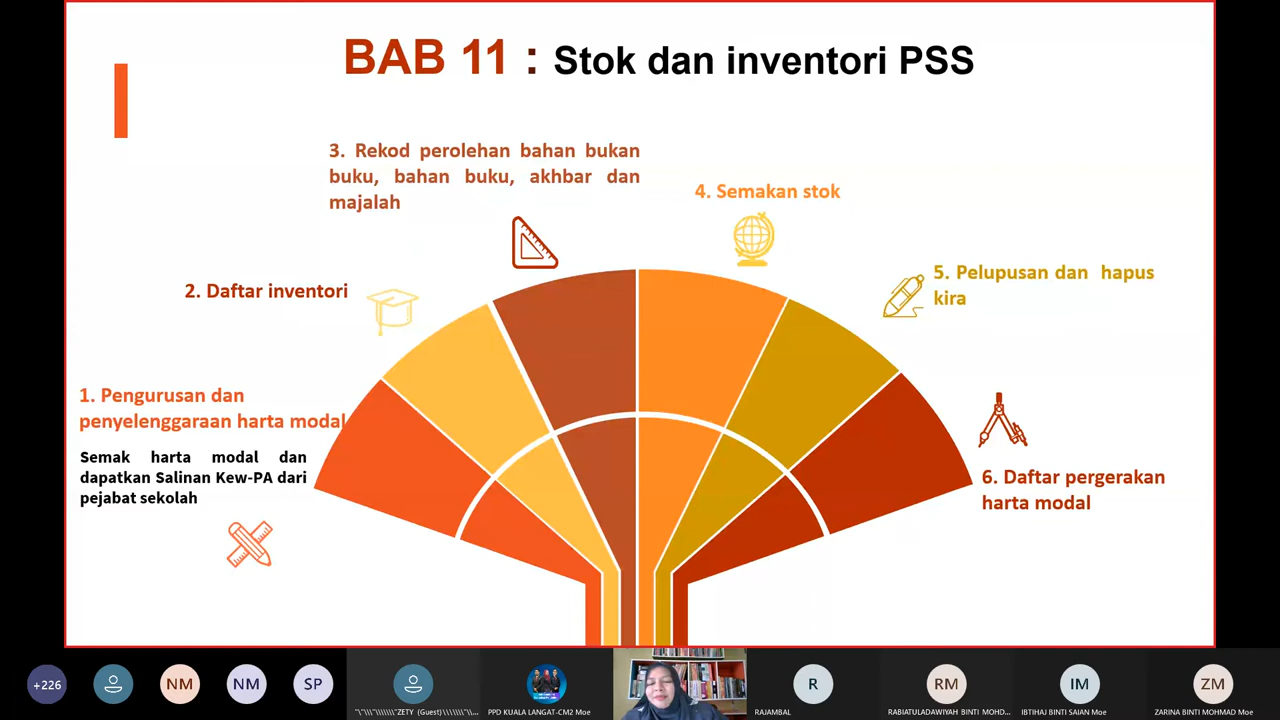 BAB 11 : Stok dan inventori PSS
3. Rekod perolehan bahan bukan
buku, bahan buku, akhbar dan
majalah
4. Semakan stok
5. Pelupusan dan hapus
kira
2. Daftar inventori
1. Pengurusan dan
penyelenggaraan harta modal
Semak harta modal dan
dapatkan Salinan Kew-PA dari
pejabat sekolah
6. Daftar pergerakan
harta modal
+226
NM
NM
SP
R
RM
IM
ZM
ZETY (Guest)
PPD KUALA LANGAT-CM2 Moe
RAJAMBAL
RABIATULADAWIYAH BINTI MOHD...
IBTIHAJ BINTI SAIAN Moe
ZARINA BINTI MOHMAD Moe